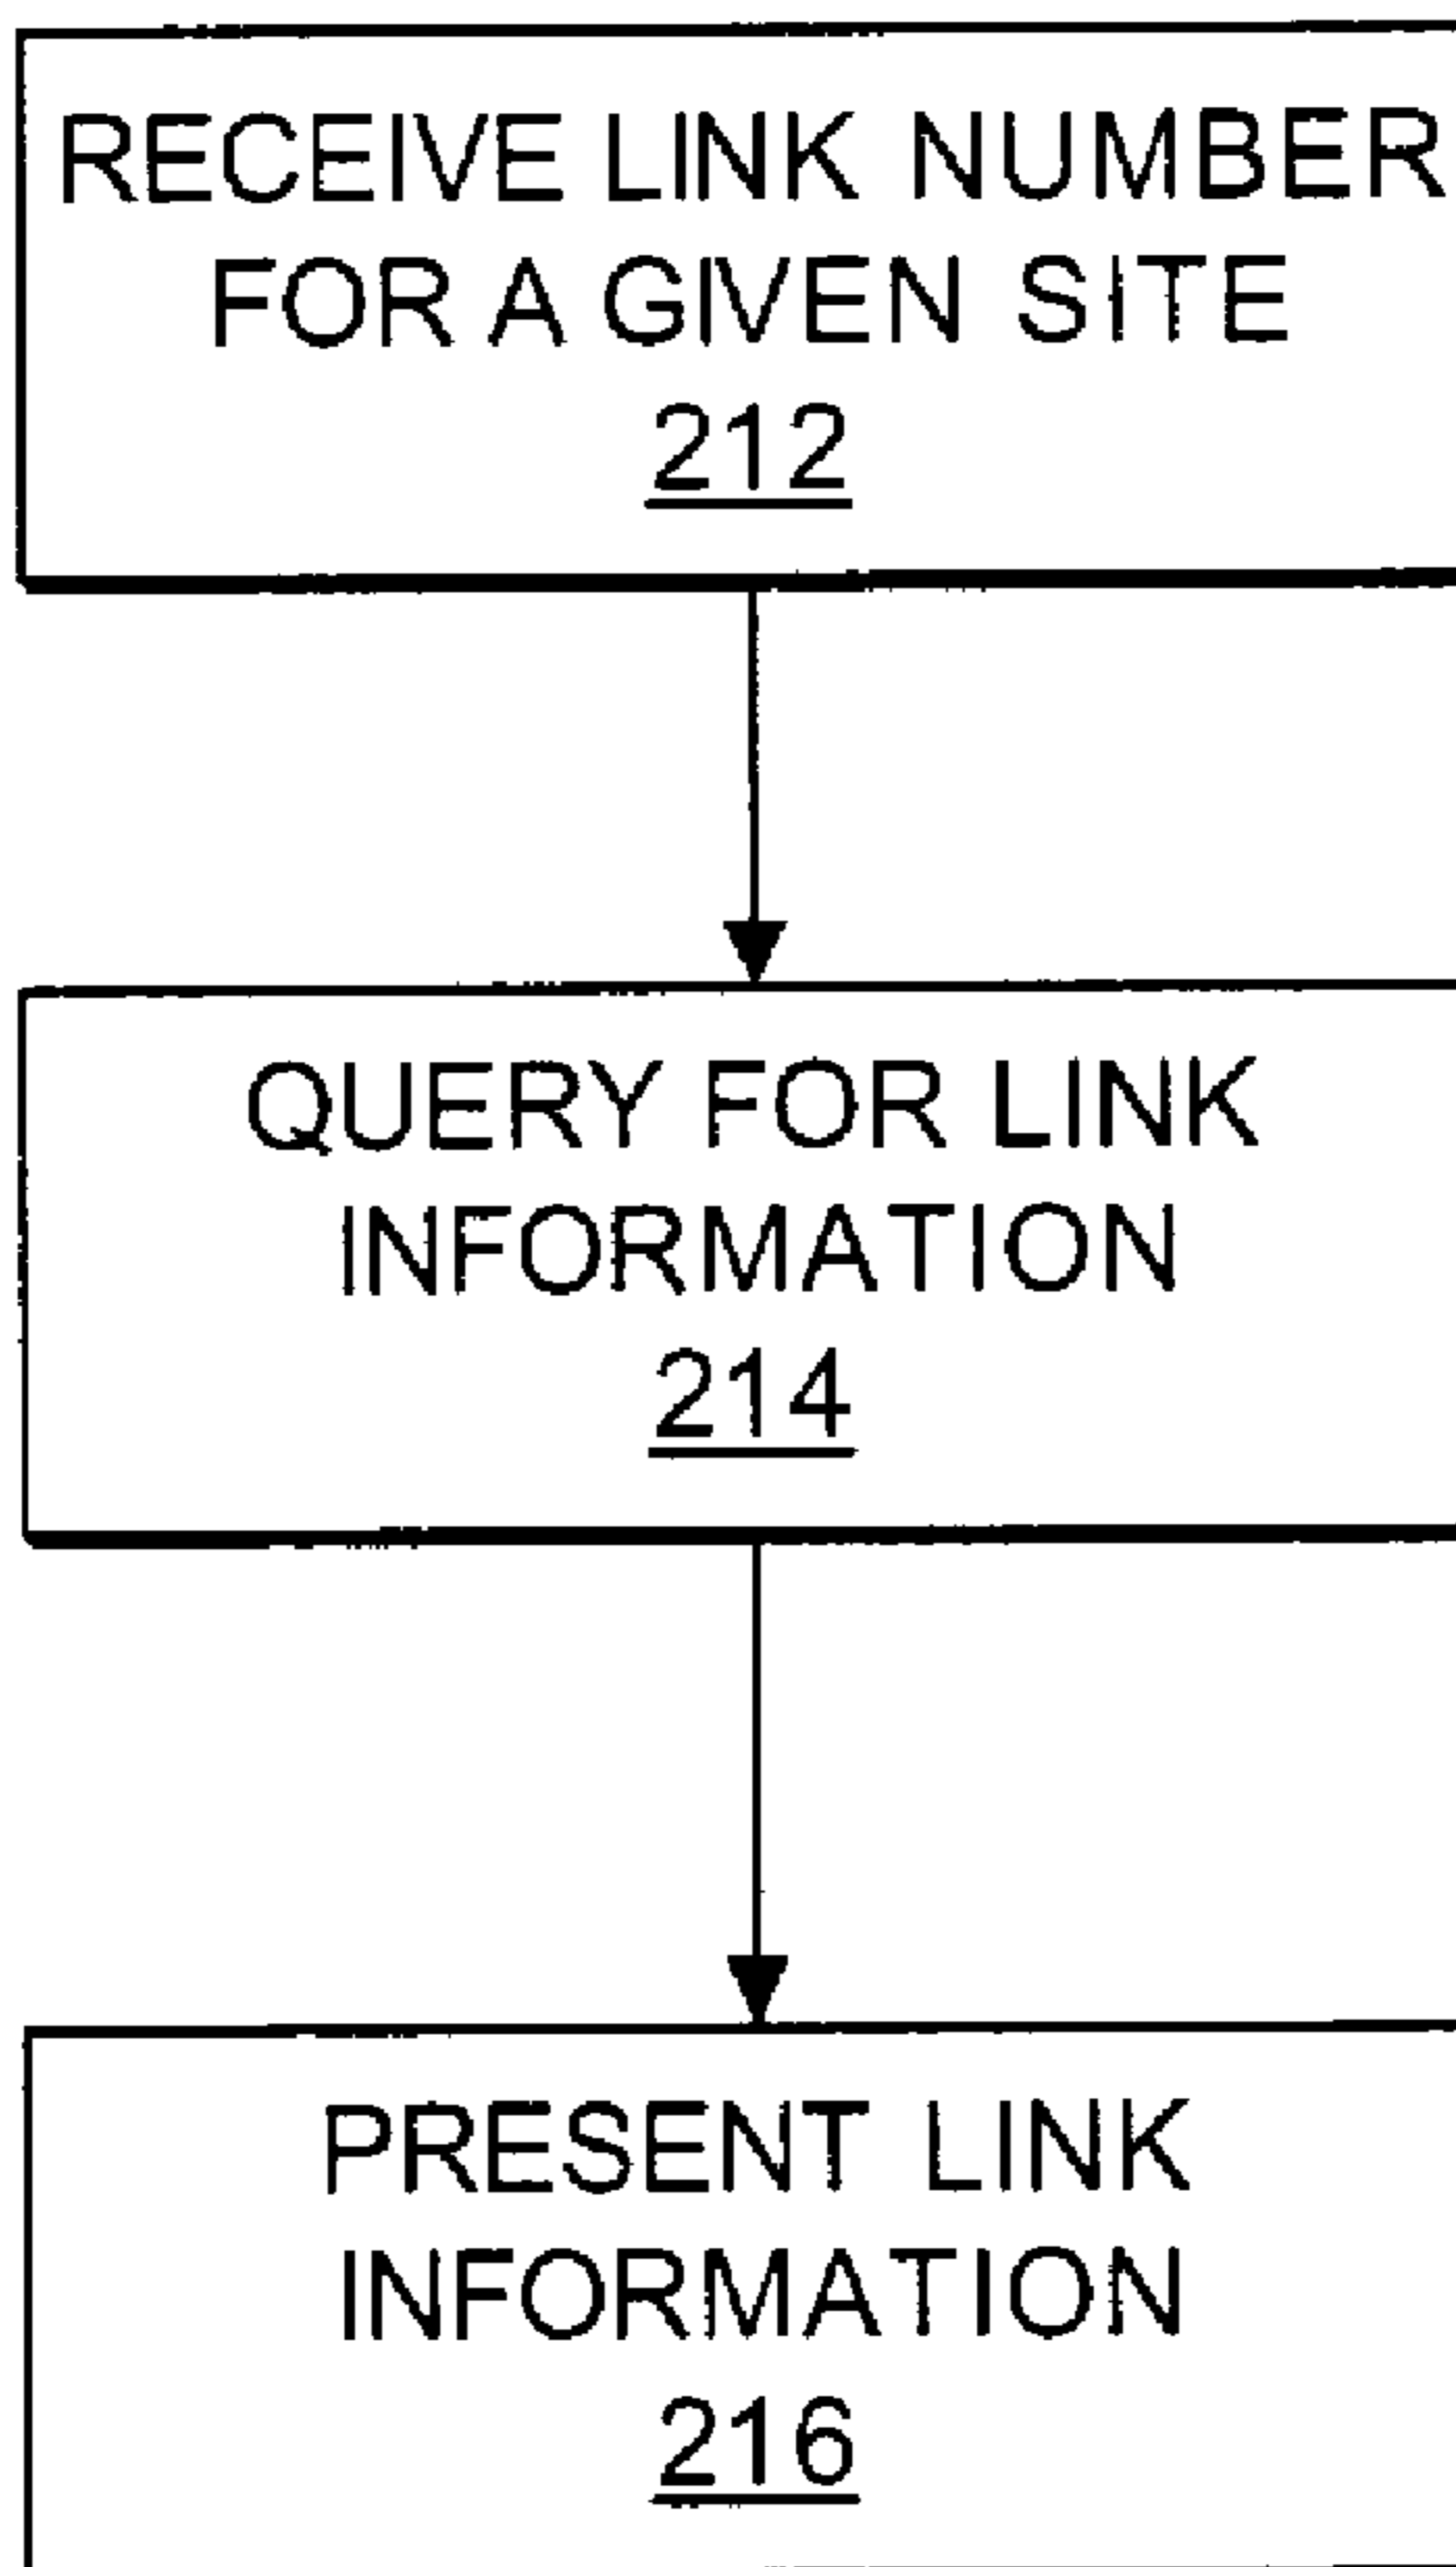 RECEIVE LINK NUMBER
FOR A GIVEN SITE
212
QUERY FOR LINK
INFORMATION
214
PRESENT LINK
INFORMATION
216